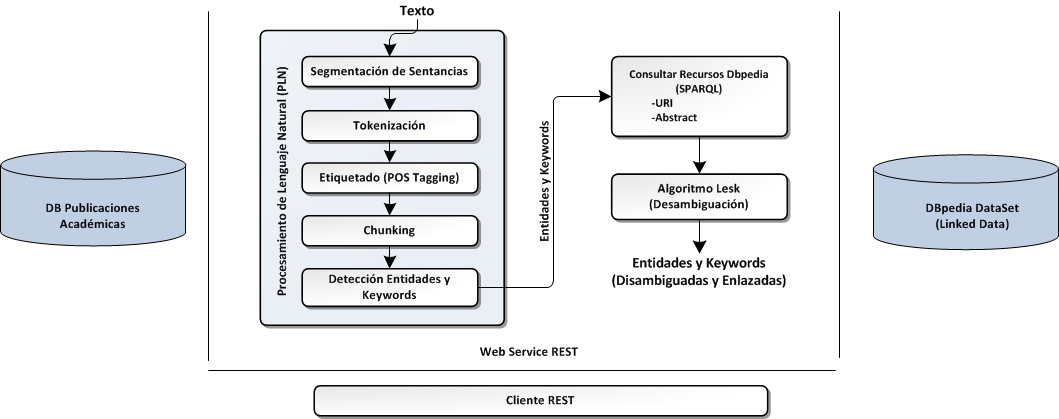 Texto
Procesamiento de Lenguaje Natural (PLN)
Segmentación de Sentancias
Tokenización
Etiquetado (POS Tagging)
Chunking
Detección Entidades y
Keywords
Entidades y Keywords
Consultar Recursos Dbpedia
(SPARQL)
-URI
-Abstract
Algoritmo Lesk
(Desambiguación)
Entidades y Keywords
(Disambiguadas y Enlazadas)
DB Publicaciones
Académicas
DBpedia DataSet
(Linked Data)
Web Service REST
Cliente REST